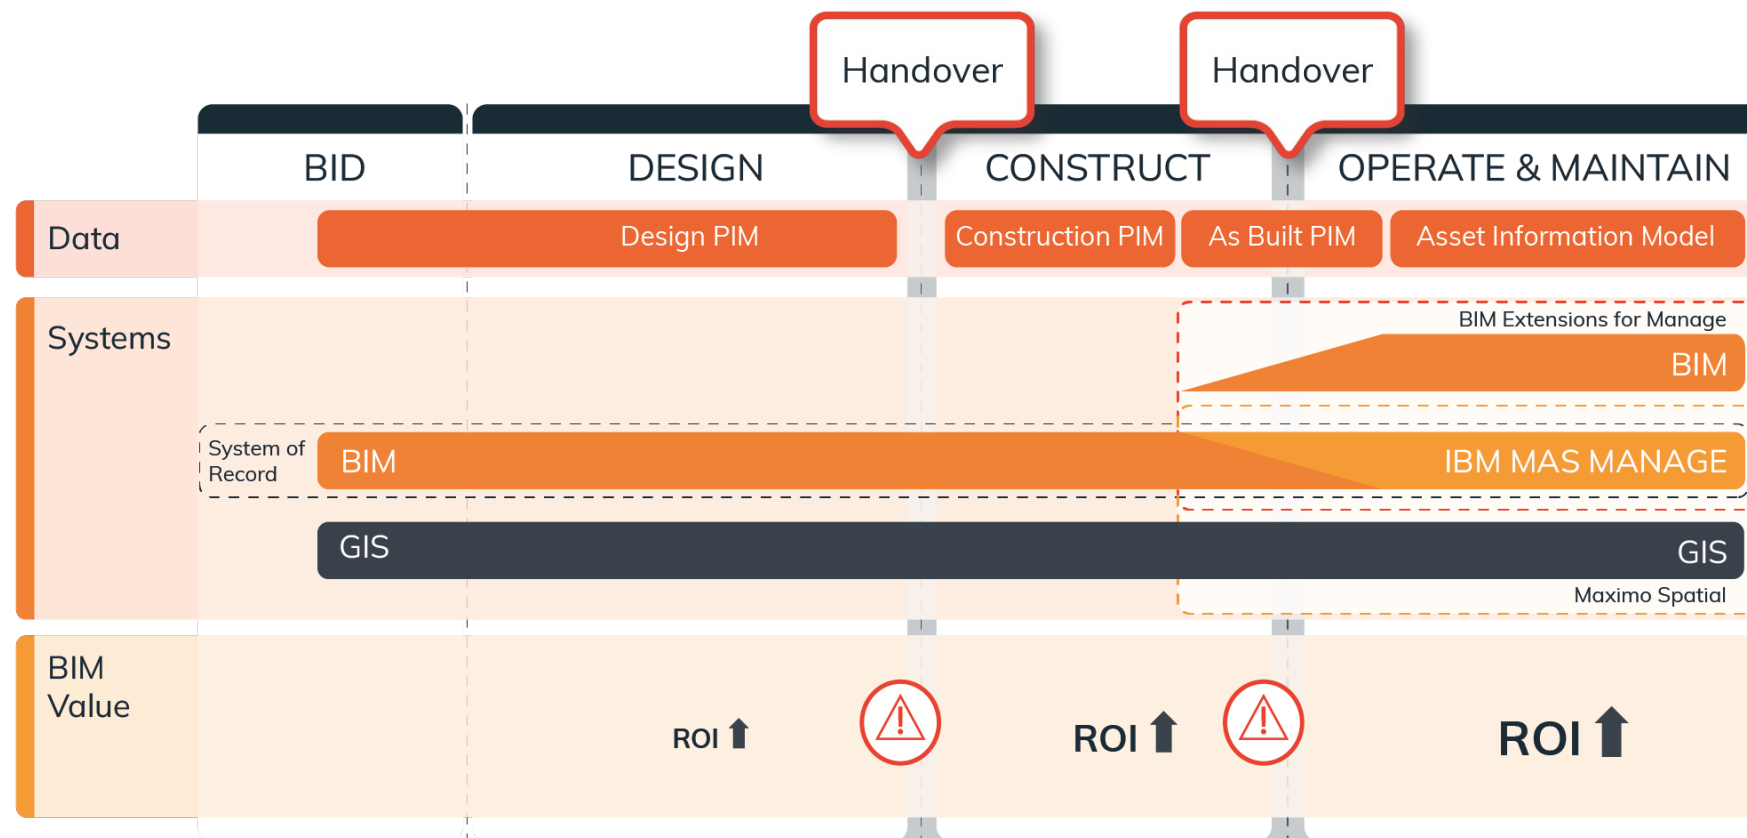 Handover
Handover
BID
DESIGN
CONSTRUCT
OPERATE & MAINTAIN
Data
Design PIM
Construction PIM
As Built PIM
Asset Information Model
Systems
BIM Extensions for Manage
BIM
System of
Record
BIM
IBM MAS MANAGE
GIS
GIS
Maximo Spatial
BIM
Value
ROI
ROI
ROI